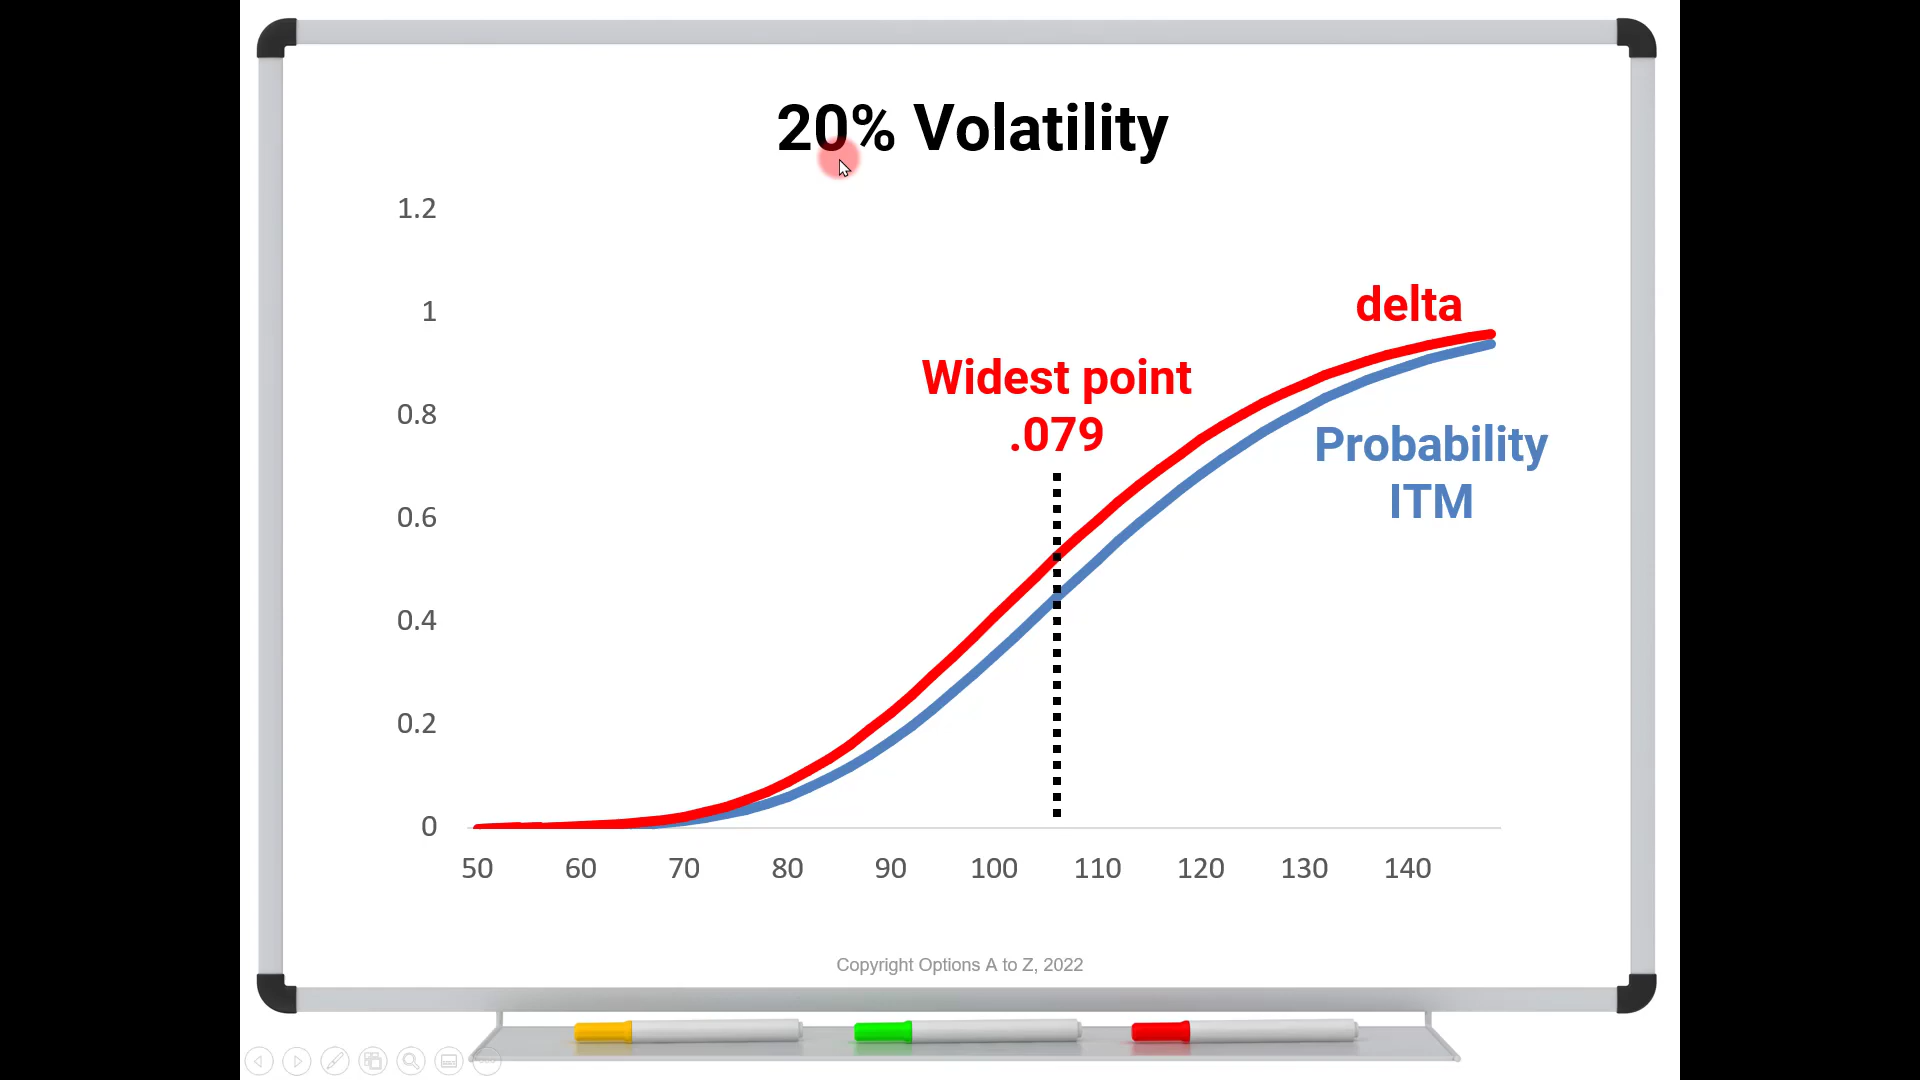 20% Volatility
1.2
1
0.8
0.6
0.4
0.2
0
delta
Widest point
.079
Probability
ITM
50 60 70 80 90 100 110 120 130 140
Copyright Options A to Z, 2022